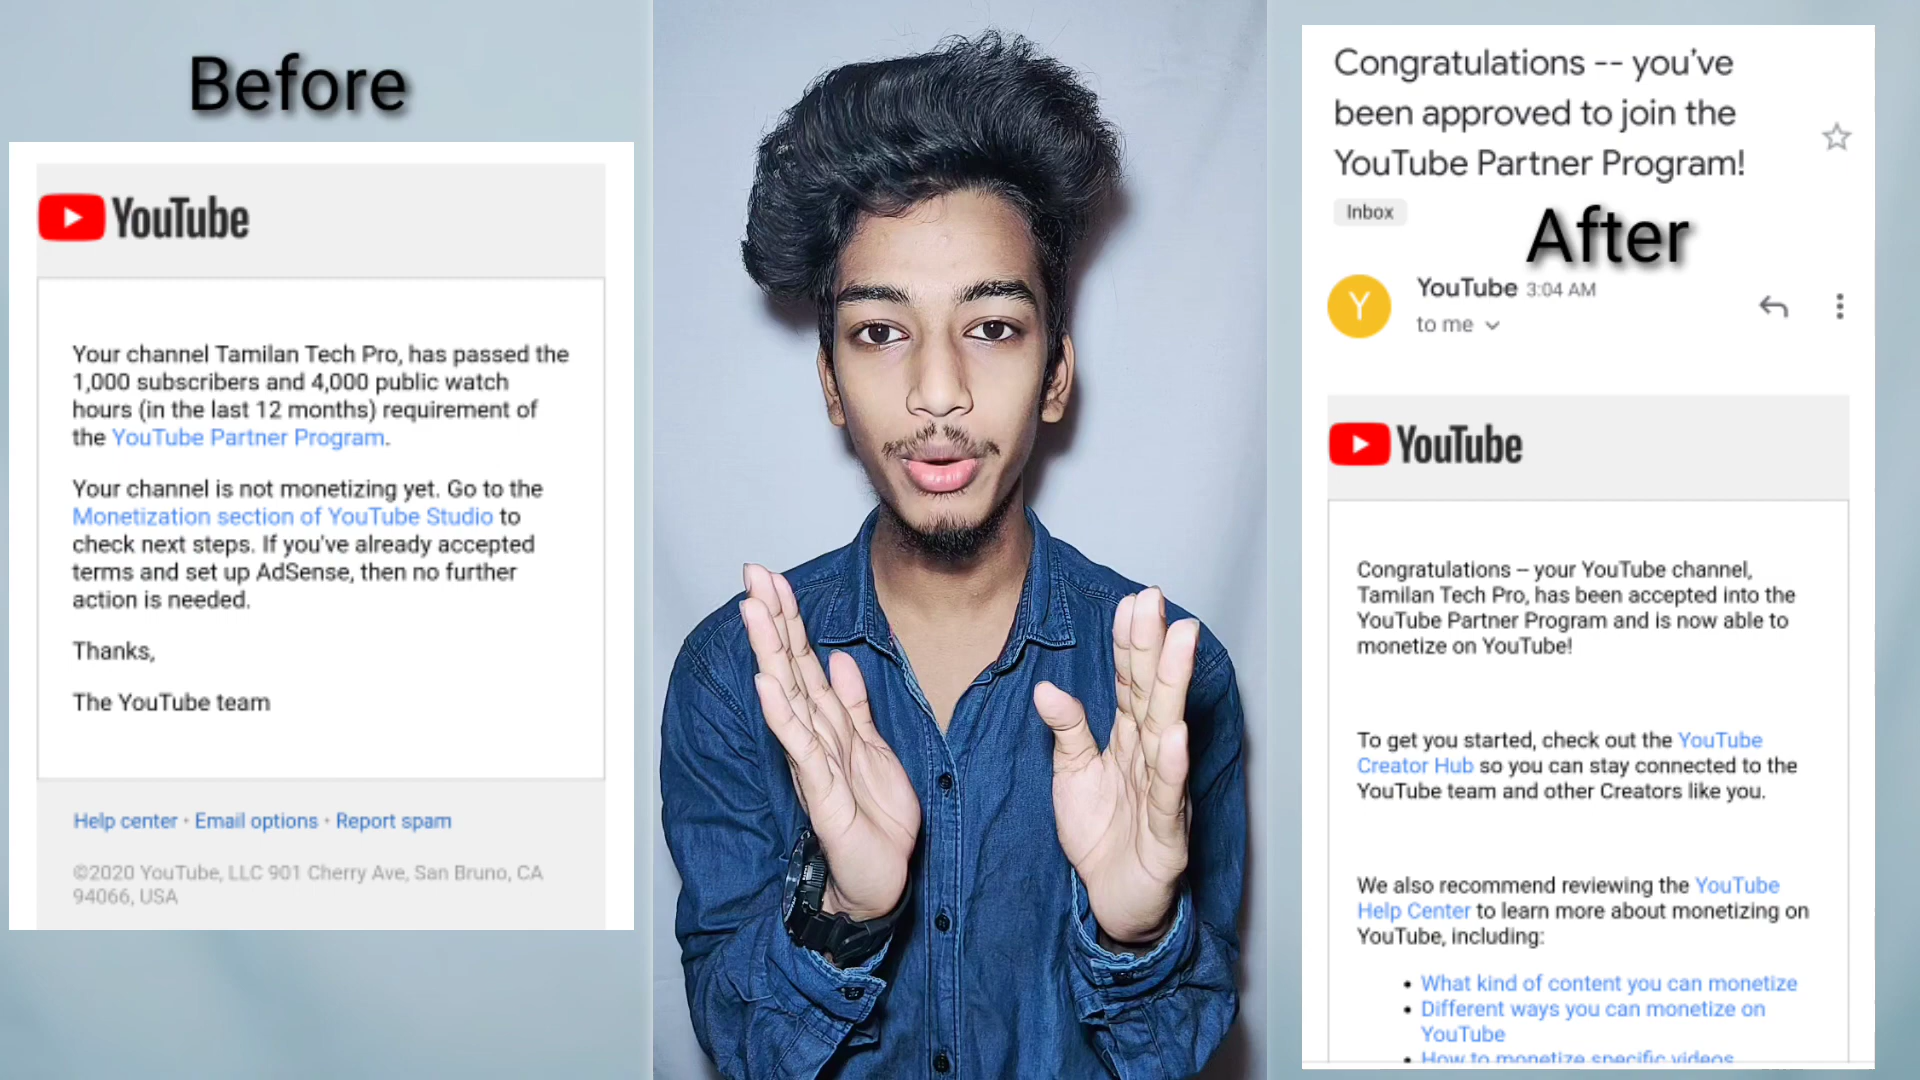 Before
YouTube
Your channel Tamilan Tech Pro, has passed the
1,000 subscribers and 4,000 public watch
hours (in the last 12 months) requirement of
the YouTube Partner Program.
Your channel is not monetizing yet. Go to the
Monetization section of YouTube Studio to
check next steps. If you've already accepted
terms and set up AdSense, then no further
action is needed.
Thanks,
The YouTube team
Help center • Email options • Report spam
©2020 YouTube, LLC 901 Cherry Ave, San Bruno, CA
94066, USA
Congratulations -- you've
been approved to join the
YouTube Partner Program!
Inbox
After
Y
YouTube 3:04 AM
to me
YouTube
Congratulations – your YouTube channel,
Tamilan Tech Pro, has been accepted into the
YouTube Partner Program and is now able to
monetize on YouTube!
To get you started, check out the YouTube
Creator Hub so you can stay connected to the
YouTube team and other Creators like you.
We also recommend reviewing the YouTube
Help Center to learn more about monetizing on
YouTube, including:
• What kind of content you can monetize
• Different ways you can monetize on
YouTube
• How to monetize specific videos